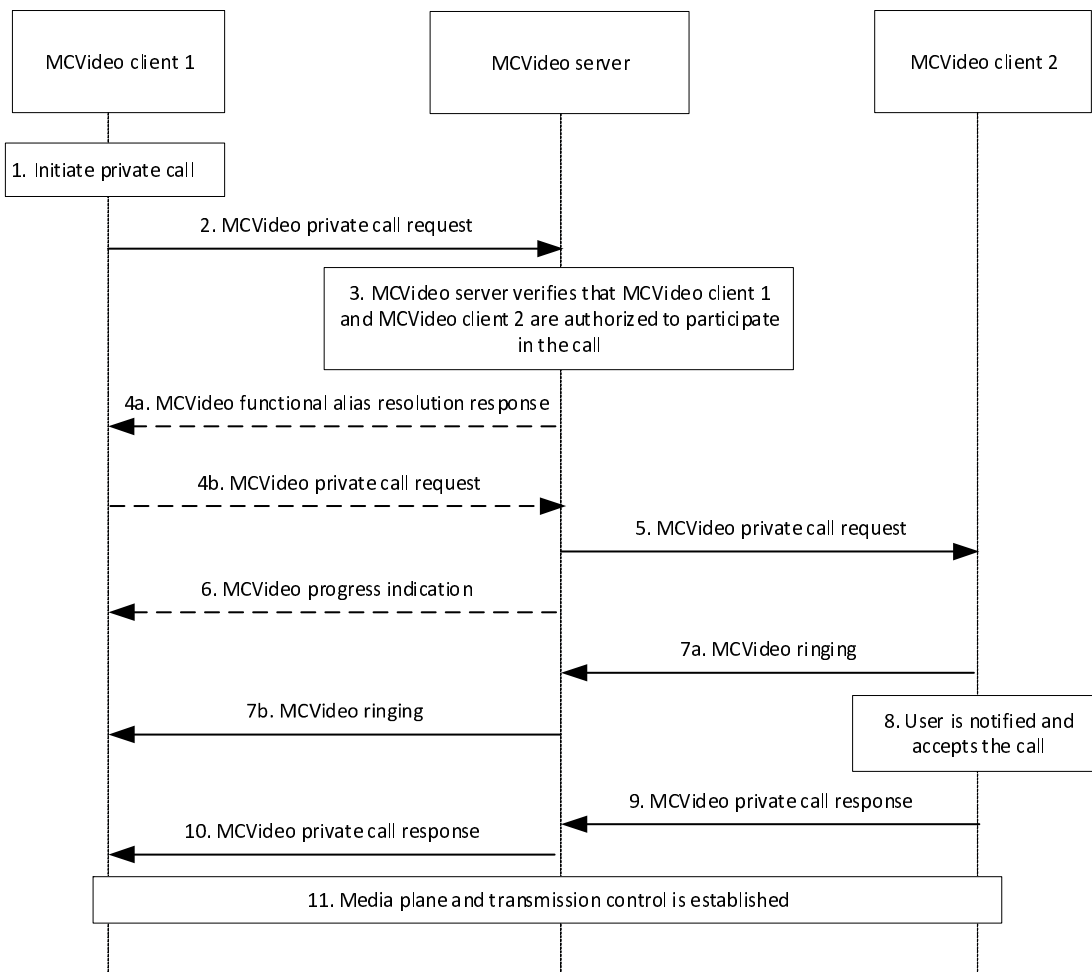 MCVideo client 1
MCVideo server
MCVideo client 2
1. Initiate private call
2. MCVideo private call request
3. MCVideo server verifies that MCVideo client 1
and MCVideo client 2 are authorized to participate
in the call
4a. MCVideo functional alias resolution response
4b. MCVideo private call request
5. MCVideo private call request
6. MCVideo progress indication
7a. MCVideo ringing
7b. MCVideo ringing
8. User is notified and
accepts the call
9. MCVideo private call response
10. MCVideo private call response
11. Media plane and transmission control is established